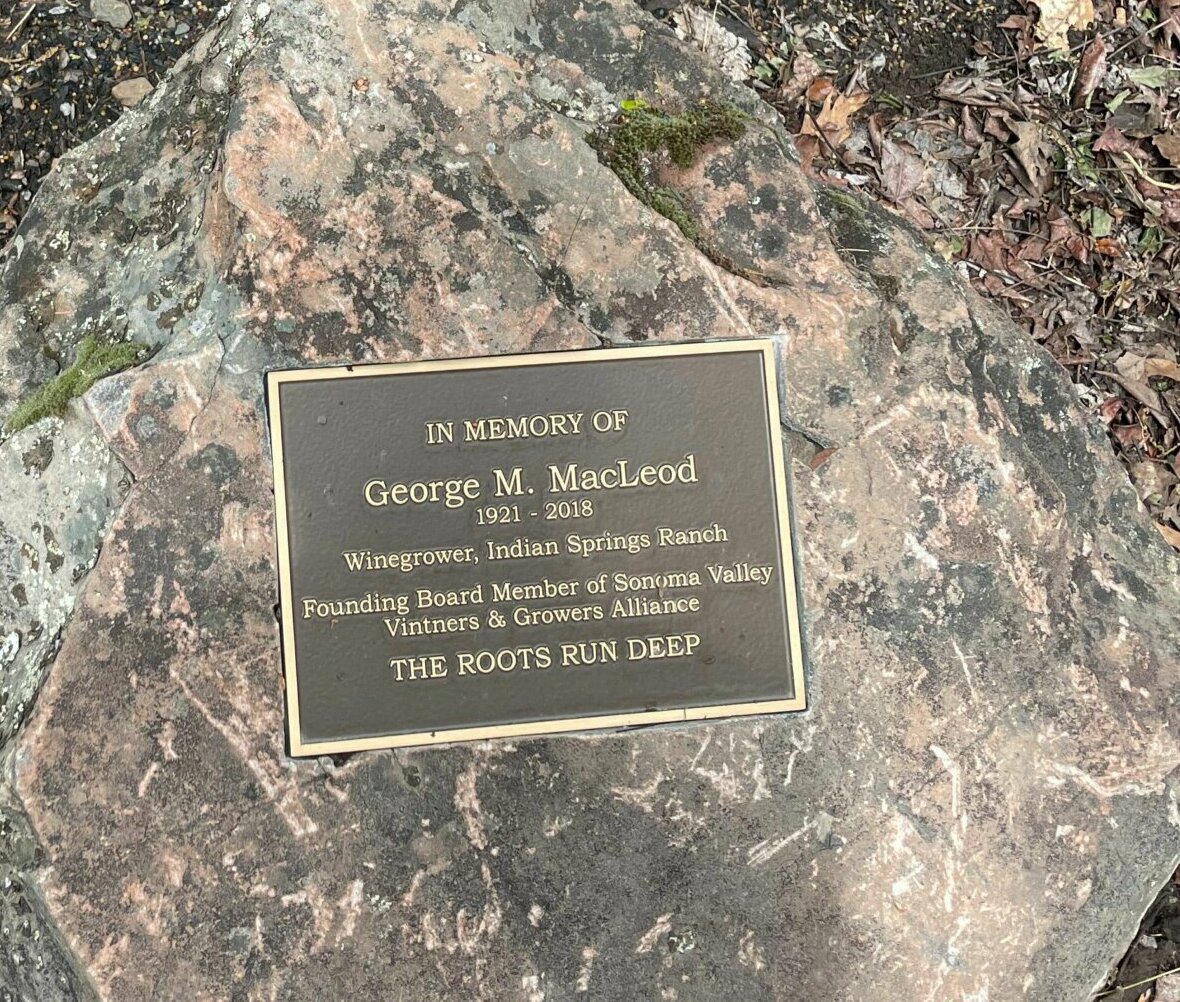 IN MEMORY OF
George M. MacLeod
1921 - 2018
Winegrower, Indian Springs Ranch
Founding Board Member of Sonoma Valley
Vintners & Growers Alliance
THE ROOTS RUN DEEP